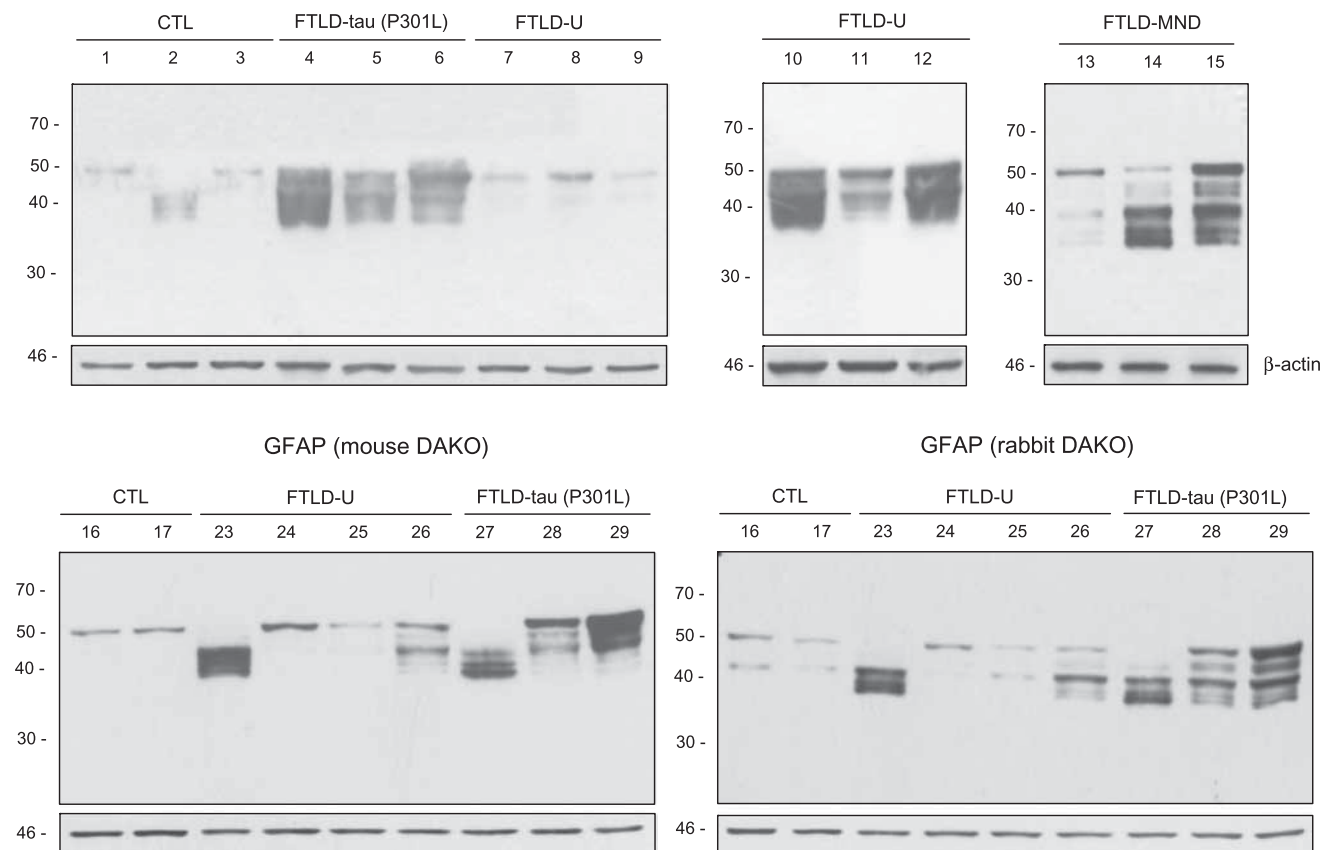 CTL FTLD-tau (P301L) FTLD-U
1 2 3 4 5 6 7 8 9
70 -
50 -
40 -
30 -
46 -
FTLD-U
10 11 12
70 -
50 -
40 -
30 -
46 -
FTLD-MND
13 14 15
70 -
50 -
40 -
30 -
46 -
β-actin
GFAP (mouse DAKO)
CTL FTLD-U FTLD-tau (P301L)
16 17 23 24 25 26 27 28 29
70 -
50 -
40 -
30 -
46 -
GFAP (rabbit DAKO)
CTL FTLD-U FTLD-tau (P301L)
16 17 23 24 25 26 27 28 29
70 -
50 -
40 -
30 -
46 -